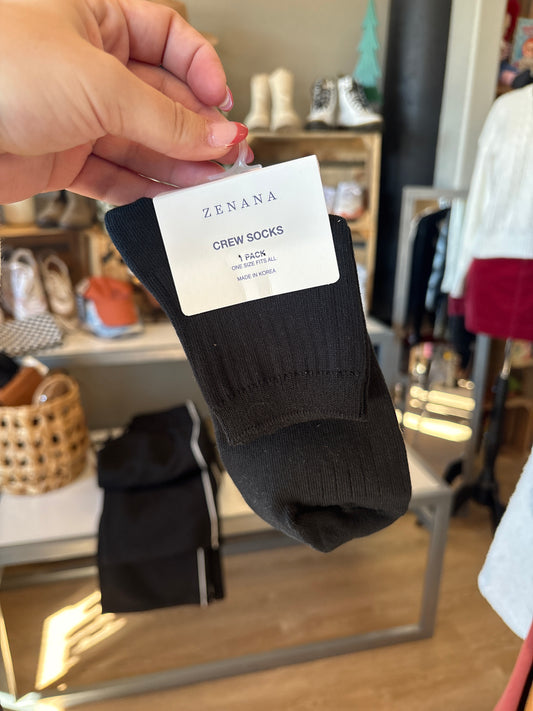 ZENANA
CREW SOCKS
1 PACK
ONE SIZE FITS ALL
MADE IN KOREA